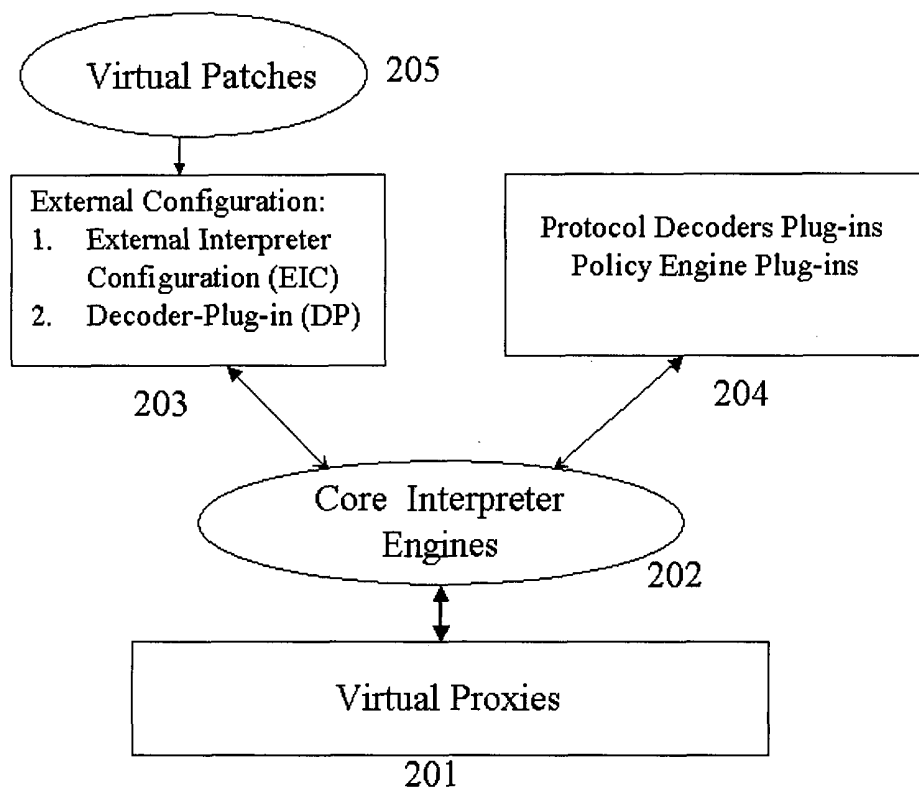 Virtual Patches
205
External Configuration:
1. External Interpreter
Configuration (EIC)
2. Decoder-Plug-in (DP)
203
Protocol Decoders Plug-ins
Policy Engine Plug-ins
204
Core Interpreter
Engines
202
Virtual Proxies
201